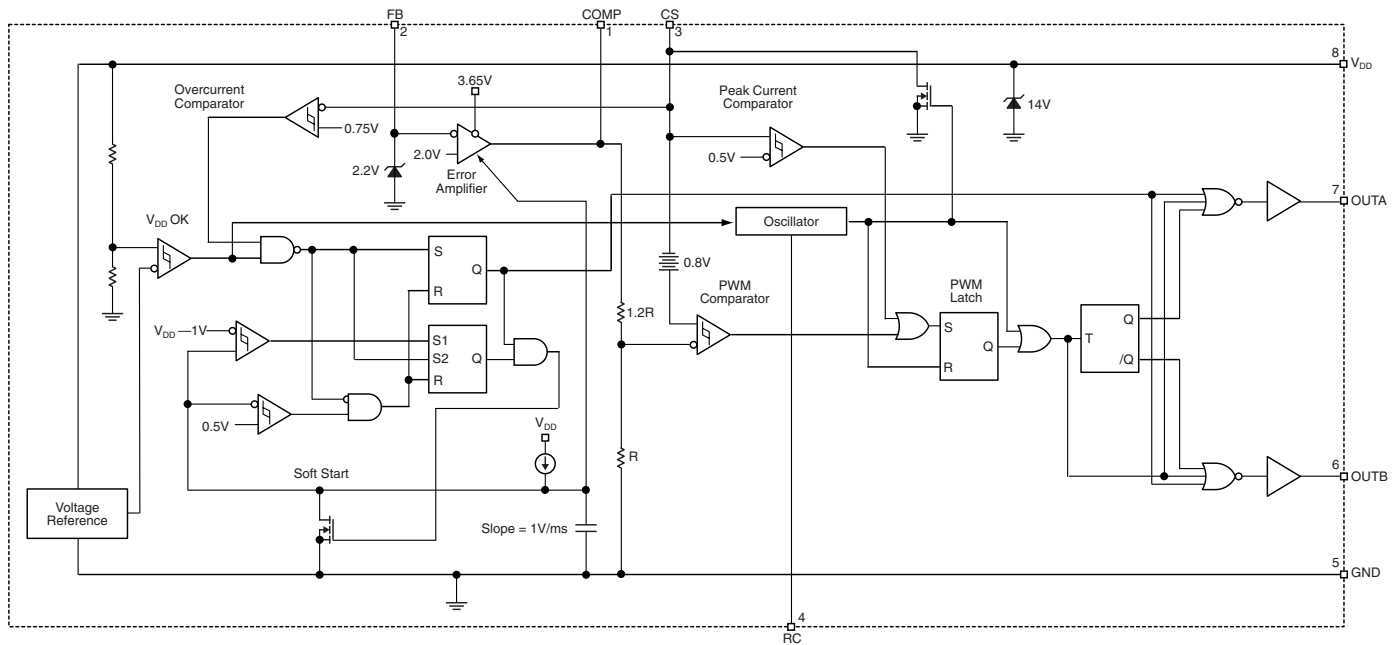 FB
2
COMP
1
CS
3
8
VDD
Overcurrent
Comparator
3.65V
Peak Current
Comparator
14V
0.75V
2.0V
0.5V
2.2V
Error
Amplifier
7
OUTA
VDD OK
Oscillator
S
Q
R
0.8V
PWM
Comparator
PWM
Latch
1.2R
VDD —1V
S1
S2
Q
R
S
Q
R
T
Q
/Q
0.5V
VDD
R
6
OUTB
Soft Start
Voltage
Reference
Slope = 1V/ms
5
GND
4
RC